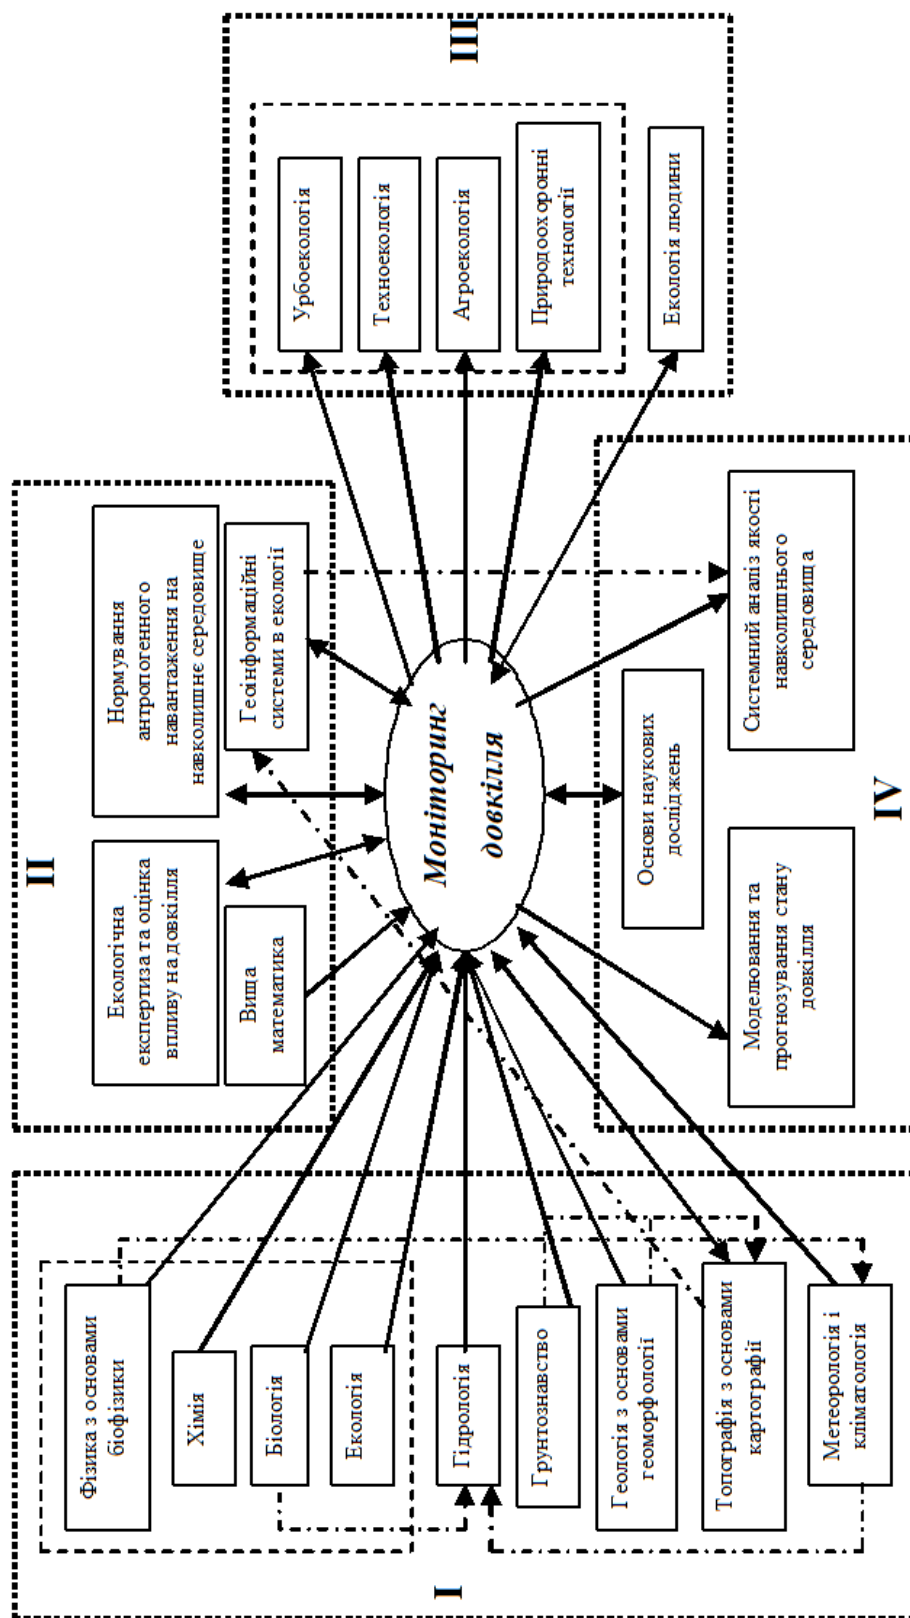 I
Фізика з основами
біофізики
Хімія
Біологія
Екологія
Гідрологія
Грунтознавство
Геологія з основами
геоморфології
Топографія з основами
картографії
Метеорологія і
кліматологія
II
Екологічна
експертиза та оцінка
впливу на довкілля
Вища
математика
Нормування
антропогенного
навантаження на
навколишнє середовище
Геоінформаційні
системи в екології
Моніторинг
довкілля
III
Урбоекологія
Техноекологія
Агроекологія
Природоохоронні
технології
Екологія людини
IV
Моделювання та
прогнозування стану
довкілля
Основи наукових
досліджень
Системний аналіз якості
навколишнього
середовища